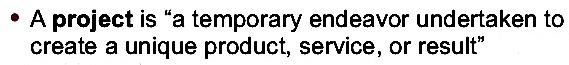 • A project is “a temporary endeavor undertaken to
create a unique product, service, or result”